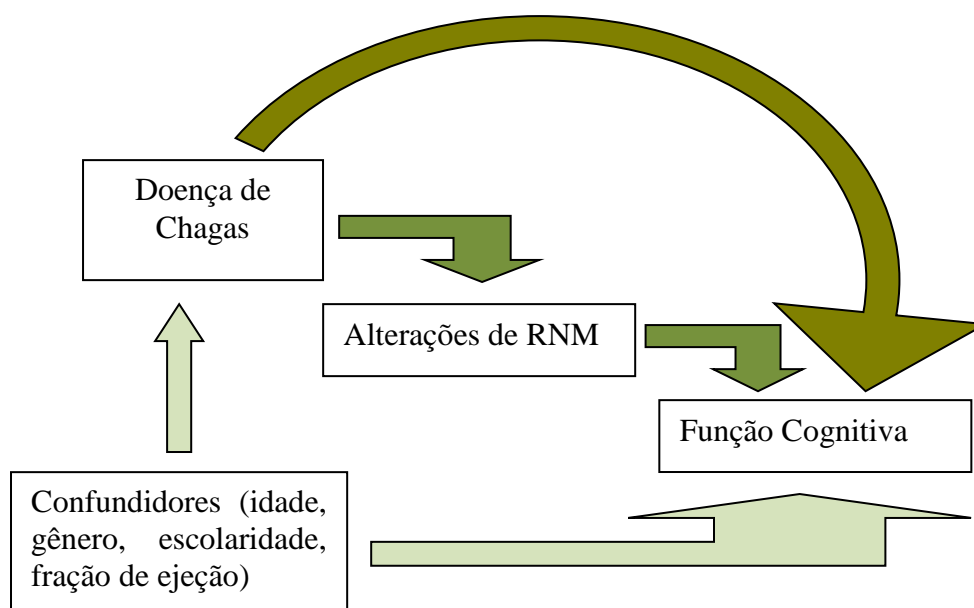 Doença de
Chagas
Alterações de RNM
Função Cognitiva
Confundidores (idade,
gênero, escolaridade,
fração de ejeção)